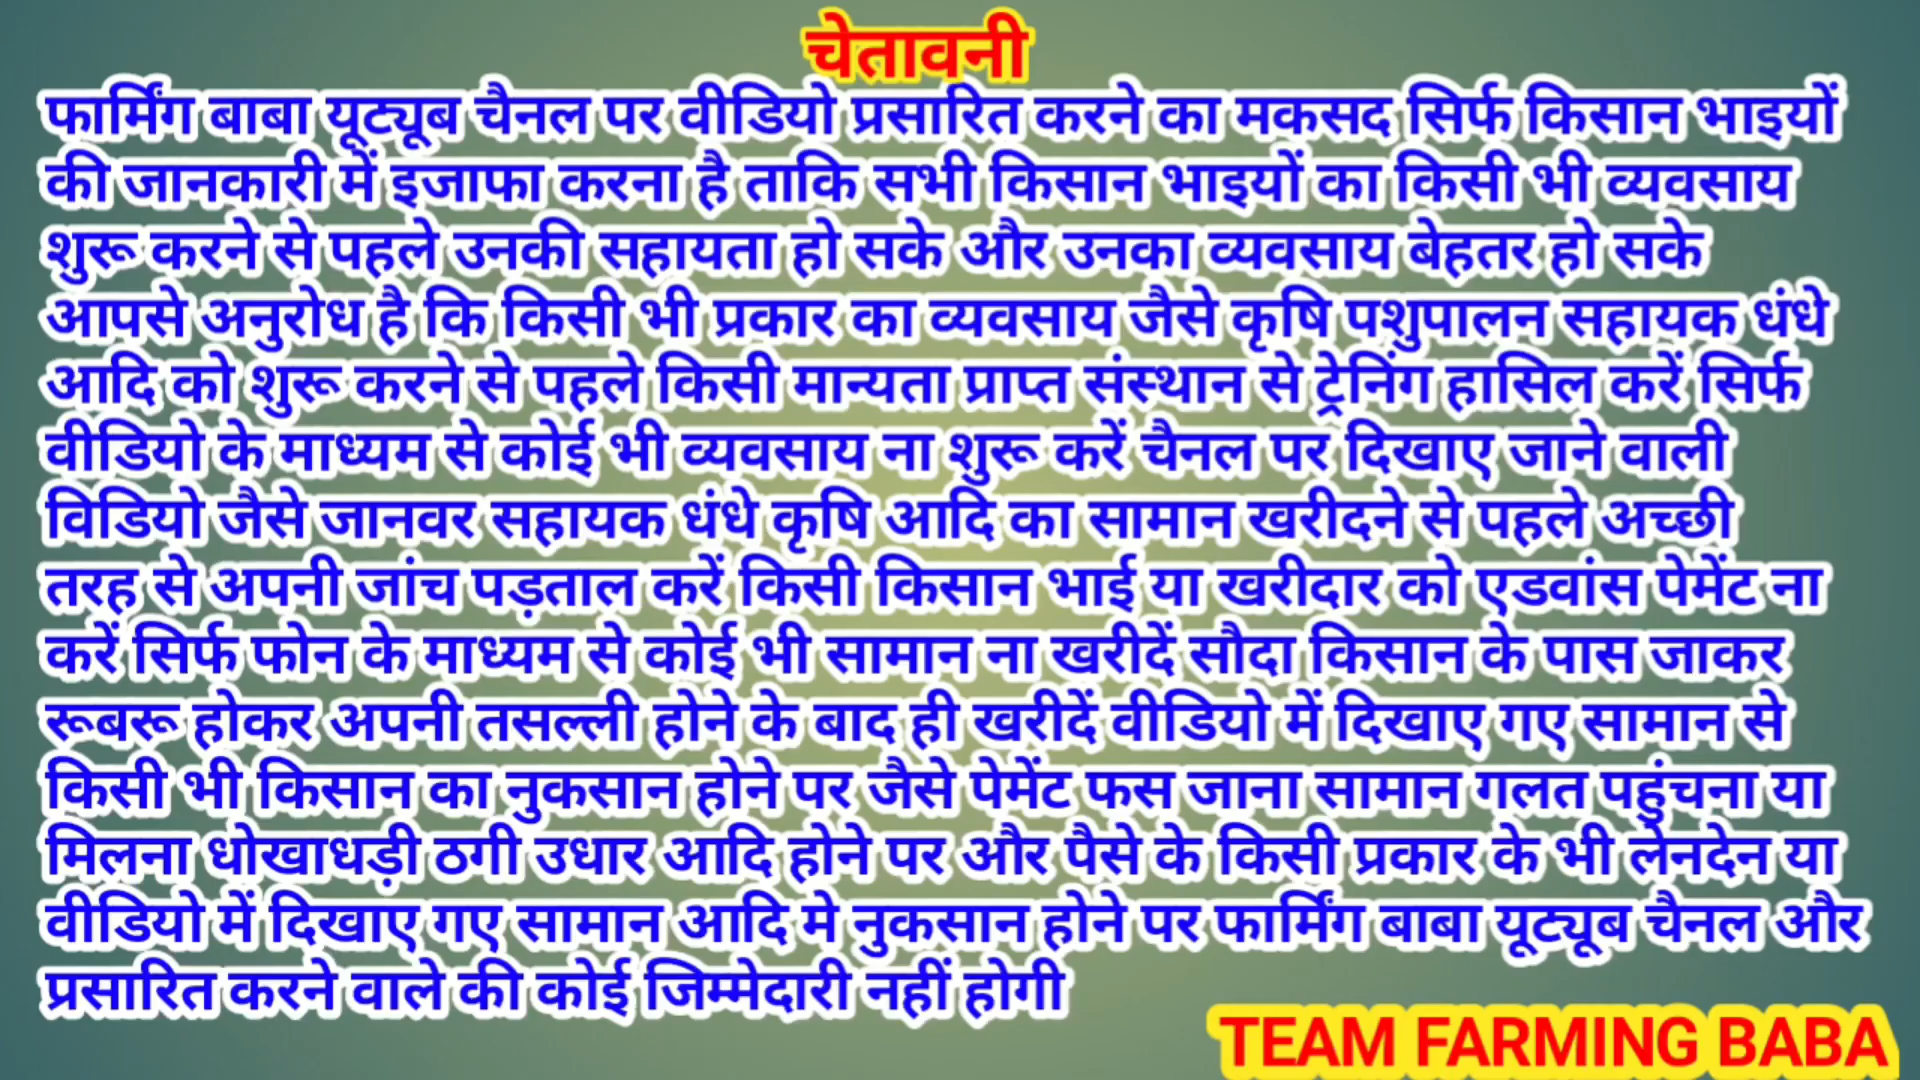 चेतावनी
फार्मिंग बाबा यूट्यूब चैनल पर वीडियो प्रसारित करने का मकसद सिर्फ किसान भाइयों
की जानकारी में इजाफा करना है ताकि सभी किसान भाइयों का किसी भी व्यवसाय
शुरू करने से पहले उनकी सहायता हो सके और उनका व्यवसाय बेहतर हो सके
आपसे अनुरोध है कि किसी भी प्रकार का व्यवसाय जैसे कृषि पशुपालन सहायक धंधे
आदि को शुरू करने से पहले किसी मान्यता प्राप्त संस्थान से ट्रेनिंग हासिल करें सिर्फ
वीडियो के माध्यम से कोई भी व्यवसाय ना शुरू करें चैनल पर दिखाए जाने वाली
विडियो जैसे जानवर सहायक धंधे कृषि आदि का सामान खरीदने से पहले अच्छी
तरह से अपनी जांच पड़ताल करें किसी किसान भाई या खरीदार को एडवांस पेमेंट ना
करें सिर्फ फोन के माध्यम से कोई भी सामान ना खरीदें सौदा किसान के पास जाकर
रूबरू होकर अपनी तसल्ली होने के बाद ही खरीदें वीडियो में दिखाए गए सामान से
किसी भी किसान का नुकसान होने पर जैसे पेमेंट फस जाना सामान गलत पहुंचना या
मिलना धोखाधड़ी ठगी उधार आदि होने पर और पैसे के किसी प्रकार के भी लेनदेन या
वीडियो में दिखाए गए सामान आदि मे नुकसान होने पर फार्मिंग बाबा यूट्यूब चैनल और
प्रसारित करने वाले की कोई जिम्मेदारी नहीं होगी
TEAM FARMING BABA